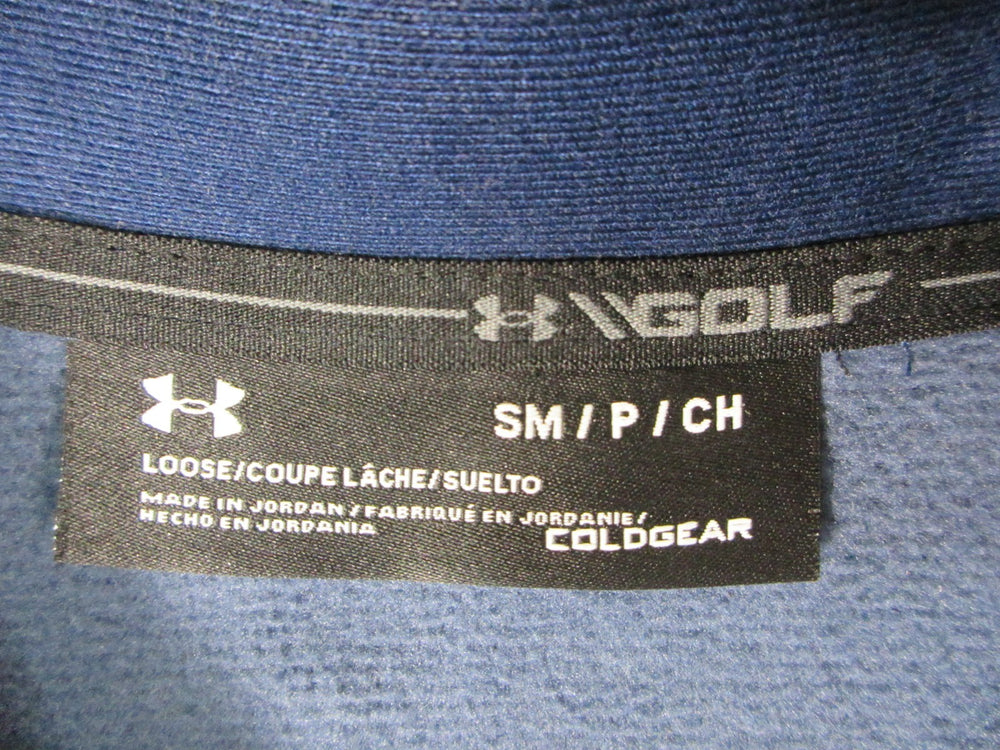 \\GOLF
SM / P / CH
LOOSE/COUPE LÂCHE/SUELTO
MADE IN JORDAN / FABRIQUÉ EN JORDANIE/
HECHO EN JORDANIA
COLDGEAR